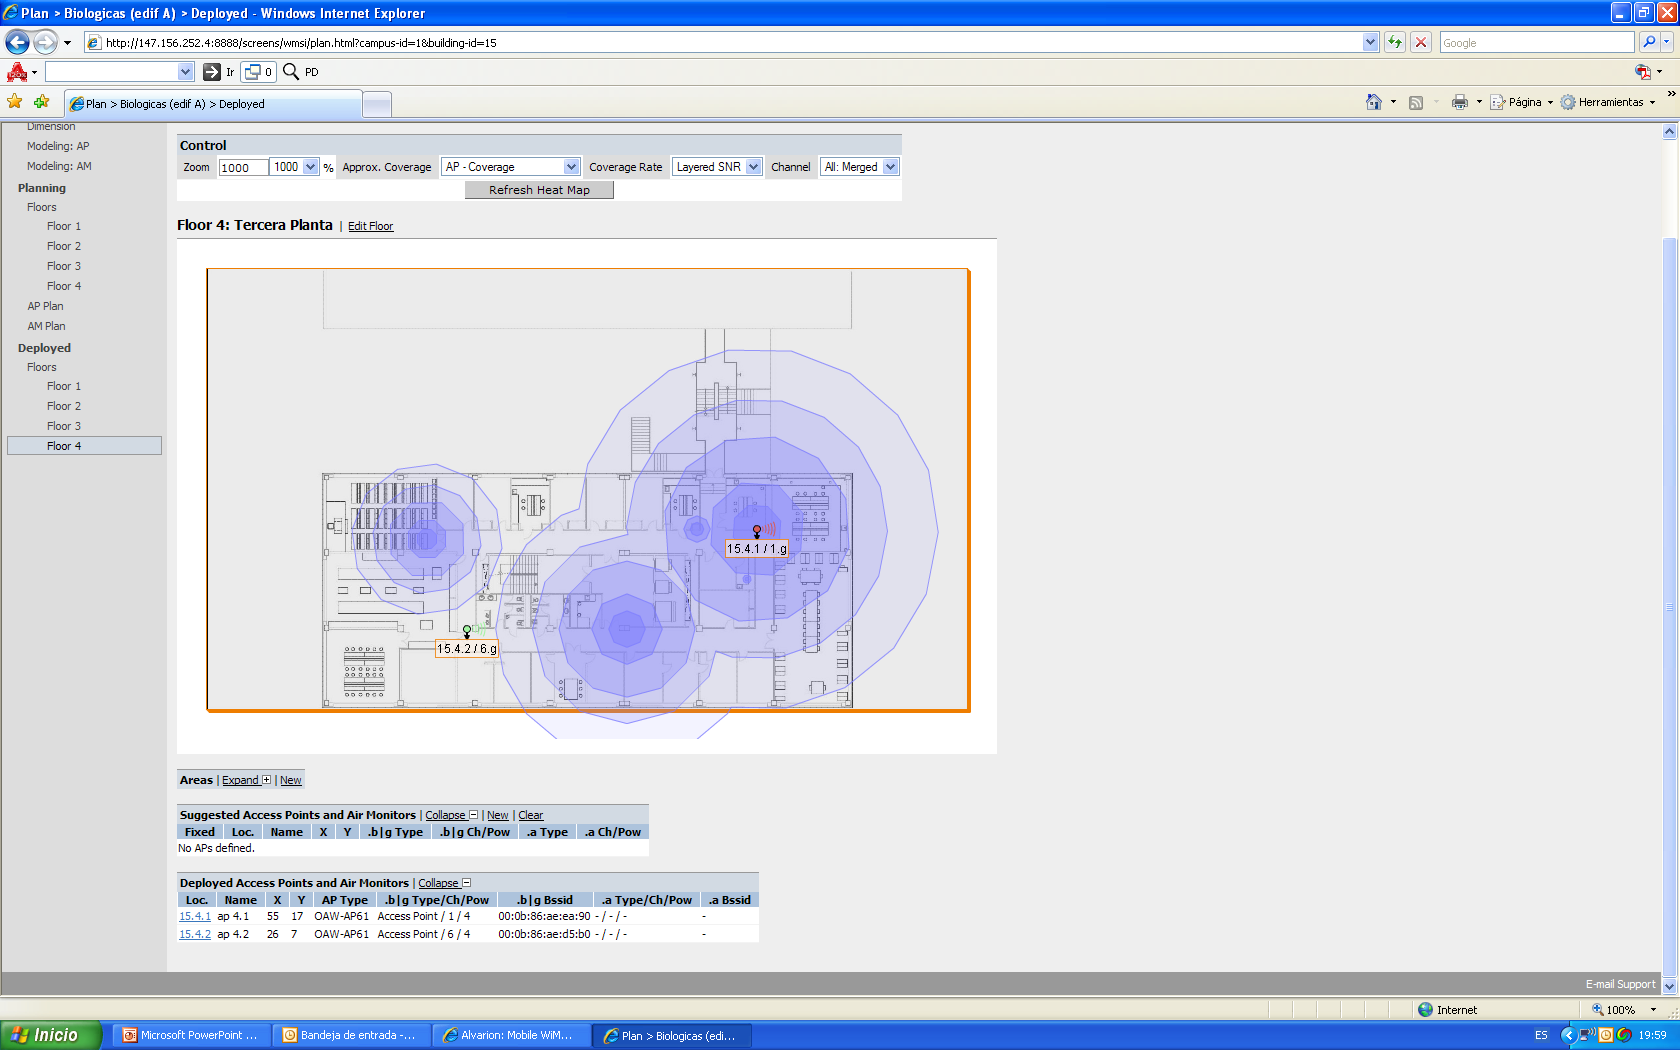 Plan > Biologicas (edif A) > Deployed - Windows Internet Explorer
http://147.156.252.4:8888/screens/wmsi/plan.html?campus-id=1&building-id=15
Google
Ir 0 PD
Plan > Biologicas (edif A) > Deployed
Página Herramientas
Dimension
Modeling: AP
Modeling: AM
Planning
Floors
Floor 1
Floor 2
Floor 3
Floor 4
AP Plan
AM Plan
Deployed
Floors
Floor 1
Floor 2
Floor 3
Floor 4
Control
Zoom 1000 1000 % Approx. Coverage AP - Coverage Coverage Rate Layered SNR Channel All: Merged
Refresh Heat Map
Floor 4: Tercera Planta | Edit Floor
15.4.1 / 1.g
15.4.2 / 6.g
Areas | Expand | New
Suggested Access Points and Air Monitors | Collapse | New | Clear
Fixed Loc. Name X Y .b|g Type .b|g Ch/Pow .a Type .a Ch/Pow
No APs defined.
Deployed Access Points and Air Monitors | Collapse
Loc. Name X Y AP Type .b|g Type/Ch/Pow .b|g Bssid .a Type/Ch/Pow .a Bssid
15.4.1 ap 4.1 55 17 OAW-AP61 Access Point / 1 / 4 00:0b:86:ae:ea:90 - / - / - -
15.4.2 ap 4.2 26 7 OAW-AP61 Access Point / 6 / 4 00:0b:86:ae:d5:b0 - / - / - -
E-mail Support
Internet 100%
Inicio Microsoft PowerPoint ... Bandeja de entrada -... Alvarion: Mobile WiM... Plan > Biologicas (edi... ES 19:59